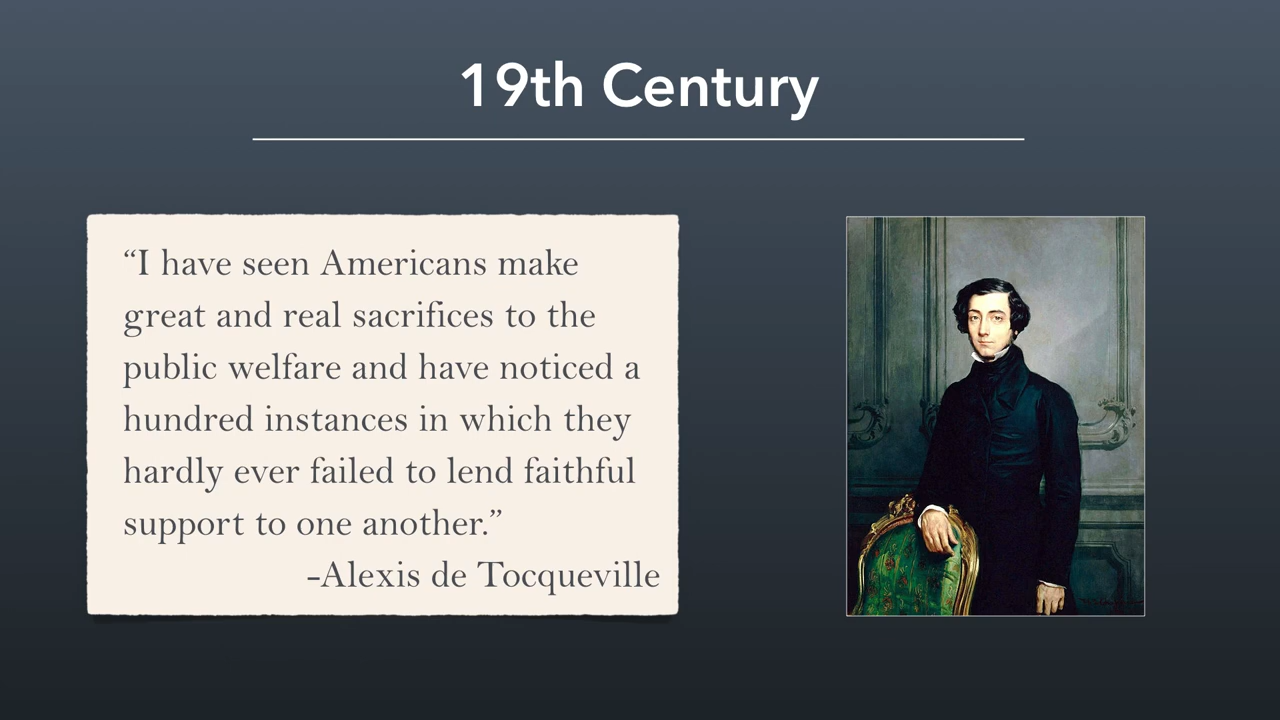 19th Century
“I have seen Americans make
great and real sacrifices to the
public welfare and have noticed a
hundred instances in which they
hardly ever failed to lend faithful
support to one another.”
-Alexis de Tocqueville